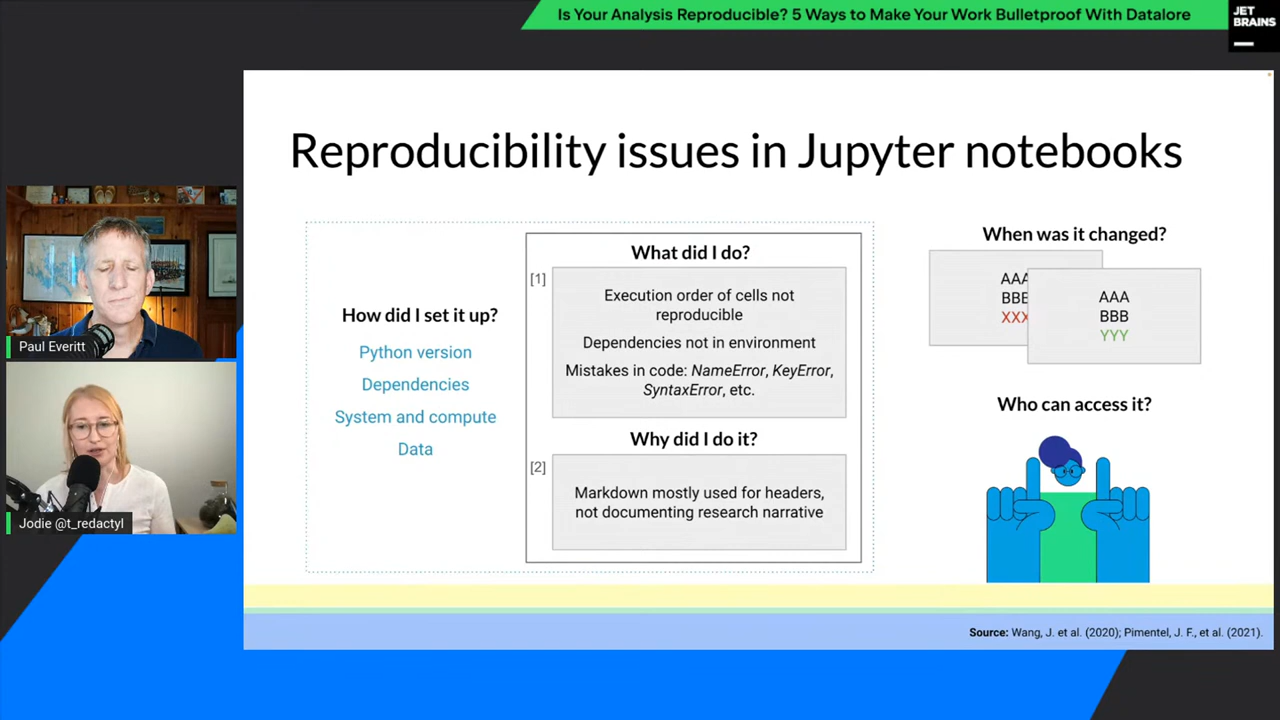 Is Your Analysis Reproducible? 5 Ways to Make Your Work Bulletproof With Datalore
JET
BRAINS
Reproducibility issues in Jupyter notebooks
How did I set it up?
Python version
Dependencies
System and compute
Data
What did I do?
[1]
Execution order of cells not
reproducible
Dependencies not in environment
Mistakes in code: NameError, KeyError,
SyntaxError, etc.
Why did I do it?
[2]
Markdown mostly used for headers,
not documenting research narrative
When was it changed?
AAA
BBB
XXX
AAA
BBB
YYY
Who can access it?
Source: Wang, J. et al. (2020); Pimentel, J. F., et al. (2021).
Paul Everitt
Jodie @t_redactyl